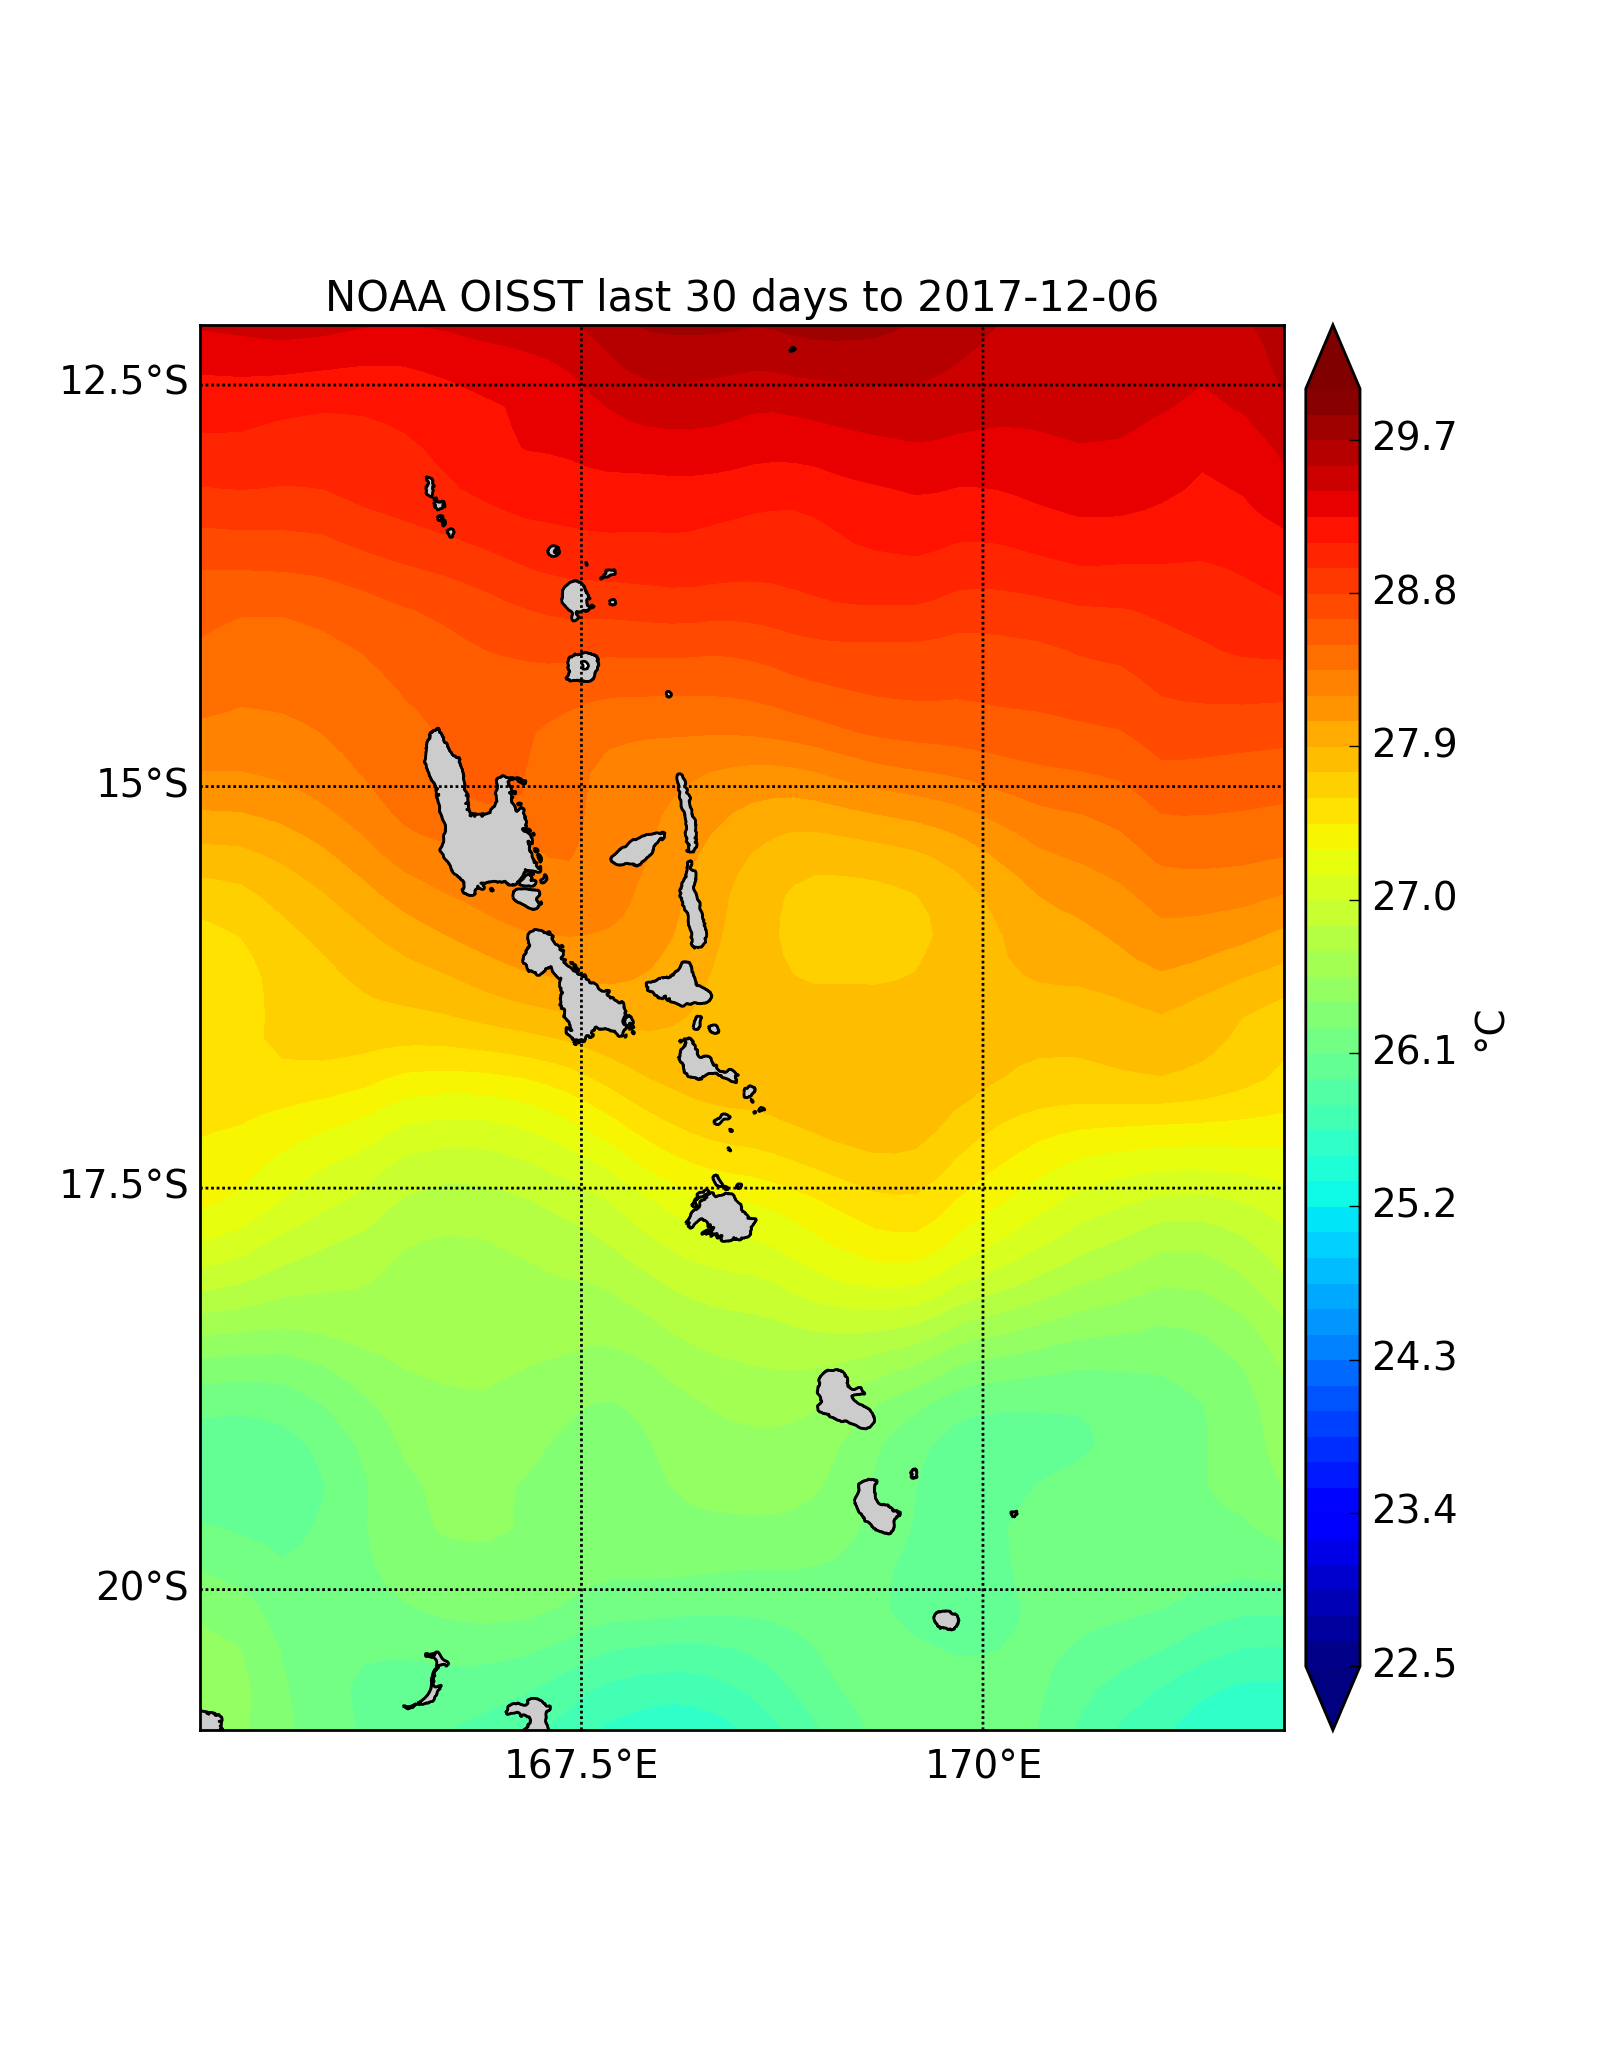 NOAA OISST last 30 days to 2017-12-06
12.5°S
15°S
17.5°S
20°S
167.5°E
170°E
29.7
28.8
27.9
27.0
26.1
25.2
24.3
23.4
22.5
°C